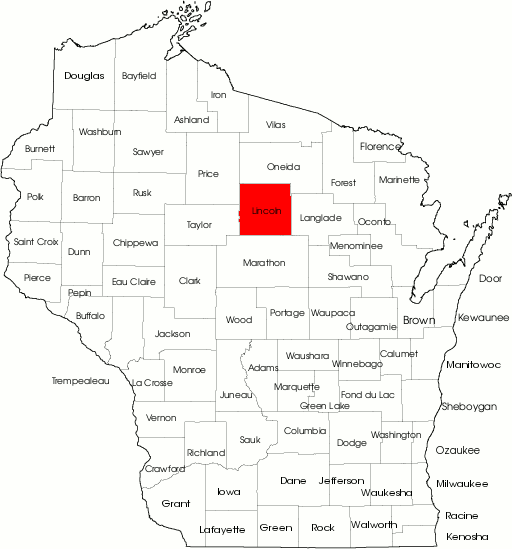 Douglas
Bayfield
Iron
Ashland
Vilas
Washburn
Burnett
Sawyer
Florence
Oneida
Price
Forest
Marinette
Polk
Barron
Rusk
Lincoln
Langlade
Oconto
Taylor
Saint Croix
Dunn
Chippewa
Menominee
Marathon
Shawano
Pierce
Eau Claire
Clark
Door
Pepin
Buffalo
Wood
Portage
Waupaca
Outagamie
Brown
Kewaunee
Jackson
Waushara
Winnebago
Calumet
Manitowoc
Trempealeau
La Crosse
Monroe
Adams
Marquette
Green Lake
Fond du Lac
Juneau
Sheboygan
Vernon
Sauk
Columbia
Dodge
Washington
Ozaukee
Richland
Crawford
Grant
Iowa
Dane
Jefferson
Waukesha
Milwaukee
Lafayette
Green
Rock
Walworth
Racine
Kenosha